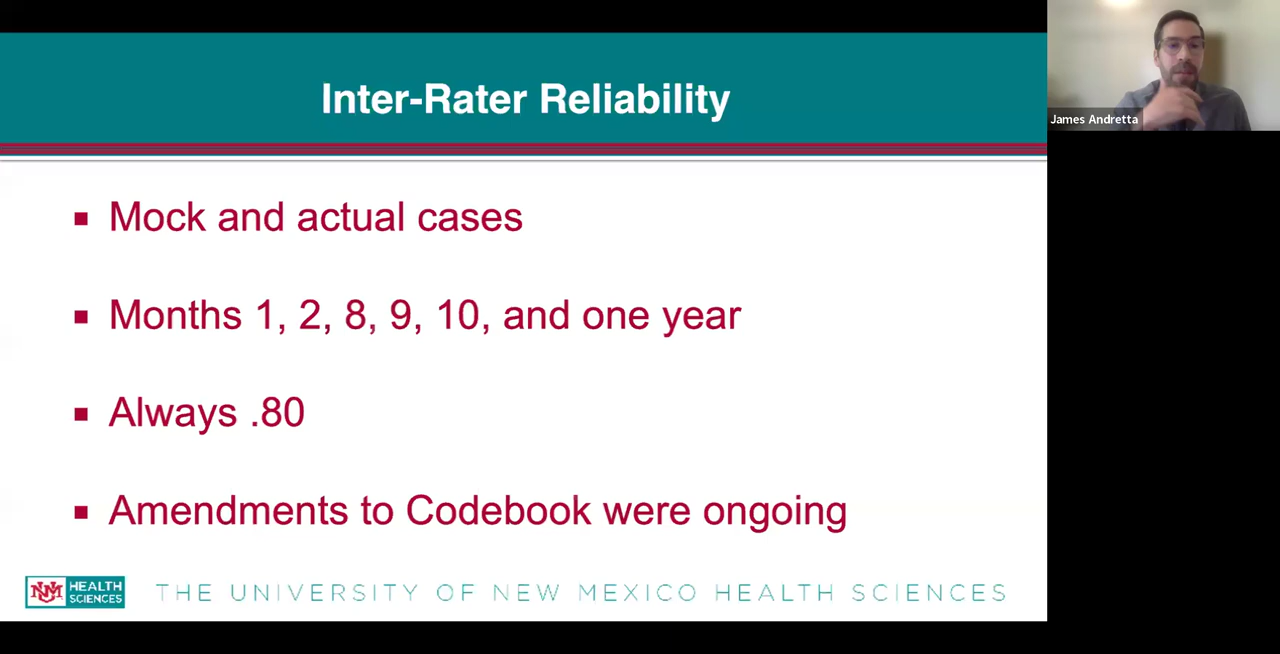 Inter-Rater Reliability
James Andretta
Mock and actual cases
Months 1, 2, 8, 9, 10, and one year
Always .80
Amendments to Codebook were ongoing
UNM HEALTH SCIENCES
THE UNIVERSITY OF NEW MEXICO HEALTH SCIENCES